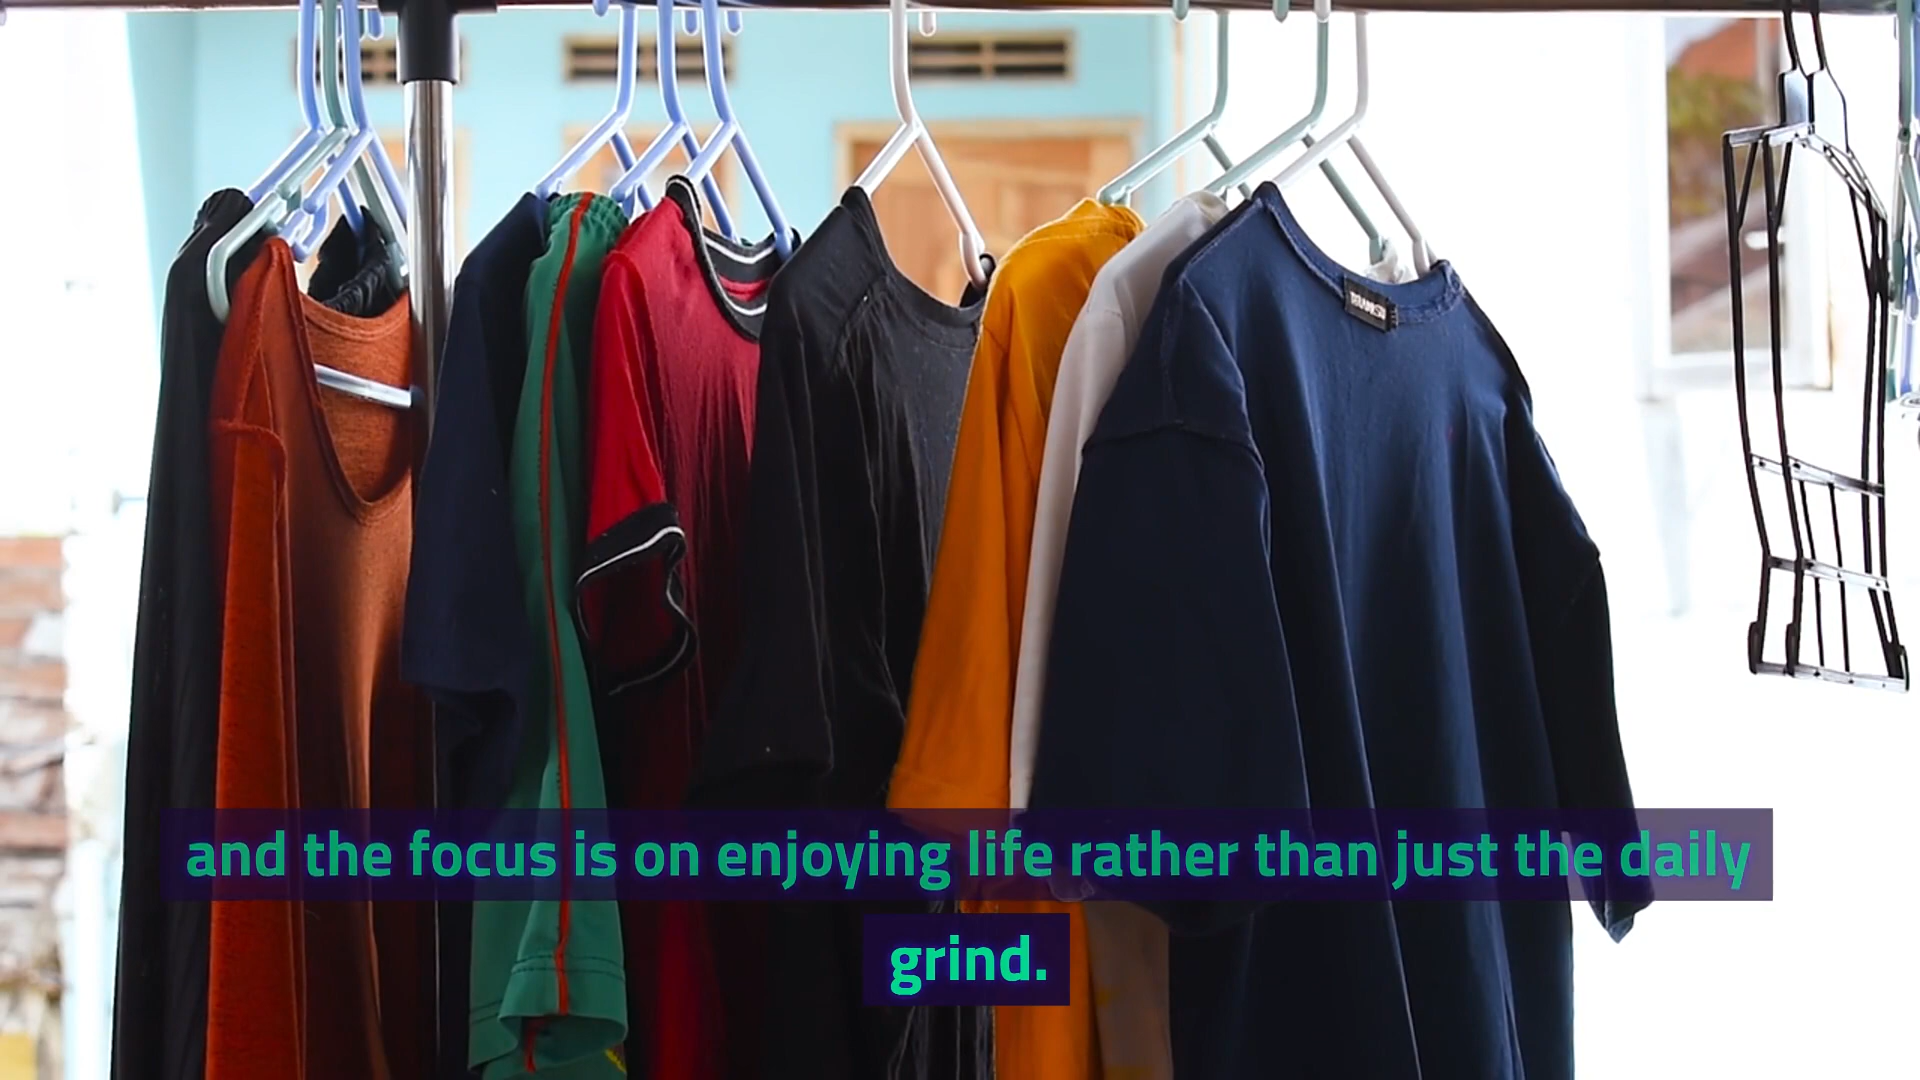 and the focus is on enjoying life rather than just the daily
grind.